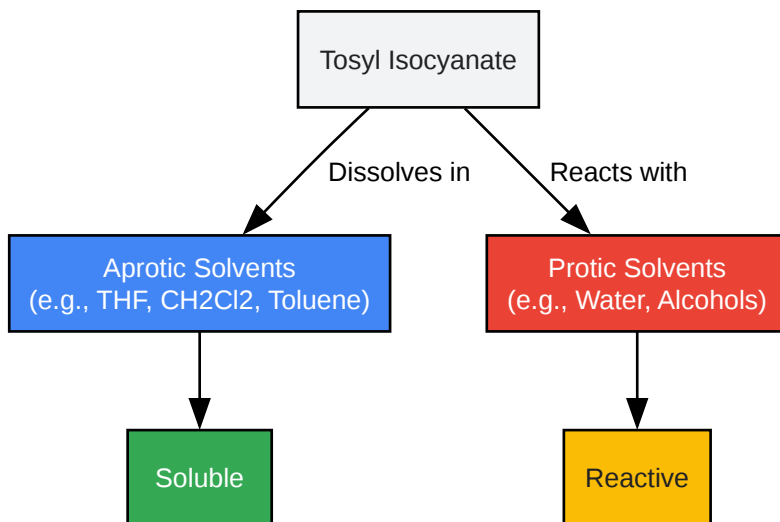 Tosyl Isocyanate
Dissolves in
Reacts with
Aprotic Solvents
(e.g., THF, CH2Cl2, Toluene)
Protic Solvents
(e.g., Water, Alcohols)
Soluble
Reactive